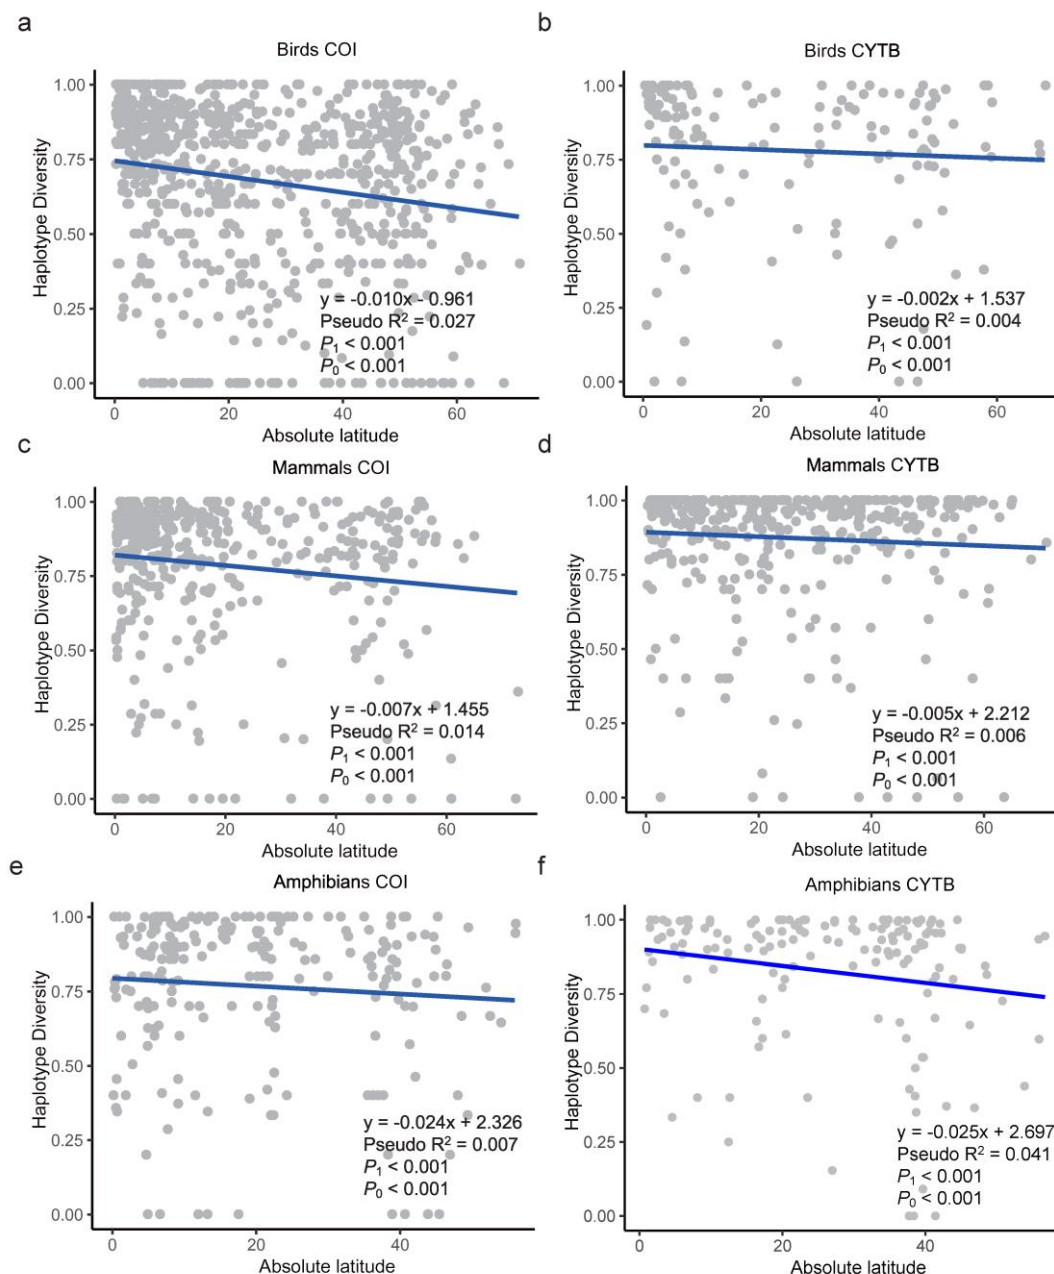 a
Birds COI
Haplotype Diversity
1.00
0.75
0.50
0.25
0.00
y = -0.010x - 0.961
Pseudo R² = 0.027
P₁ < 0.001
P₀ < 0.001
0 20 40 60
Absolute latitude
b
Birds CYTB
Haplotype Diversity
1.00
0.75
0.50
0.25
0.00
y = -0.002x + 1.537
Pseudo R² = 0.004
P₁ < 0.001
P₀ < 0.001
0 20 40 60
Absolute latitude
c
Mammals COI
Haplotype Diversity
1.00
0.75
0.50
0.25
0.00
y = -0.007x + 1.455
Pseudo R² = 0.014
P₁ < 0.001
P₀ < 0.001
0 20 40 60
Absolute latitude
d
Mammals CYTB
Haplotype Diversity
1.00
0.75
0.50
0.25
0.00
y = -0.005x + 2.212
Pseudo R² = 0.006
P₁ < 0.001
P₀ < 0.001
0 20 40 60
Absolute latitude
e
Amphibians COI
Haplotype Diversity
1.00
0.75
0.50
0.25
0.00
y = -0.024x + 2.326
Pseudo R² = 0.007
P₁ < 0.001
P₀ < 0.001
0 20 40
Absolute latitude
f
Amphibians CYTB
Haplotype Diversity
1.00
0.75
0.50
0.25
0.00
y = -0.025x + 2.697
Pseudo R² = 0.041
P₁ < 0.001
P₀ < 0.001
0 20 40
Absolute latitude